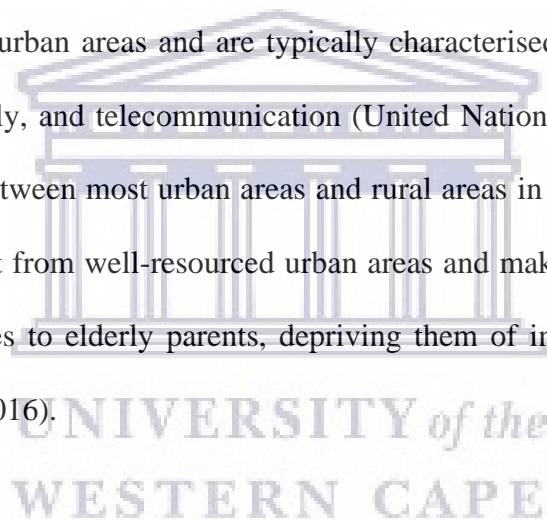 urban areas and are typically characterised
ly, and telecommunication (United Nation
tween most urban areas and rural areas in
t from well-resourced urban areas and mak
es to elderly parents, depriving them of in
016).
UNIVERSITY of the
WESTERN CAPE